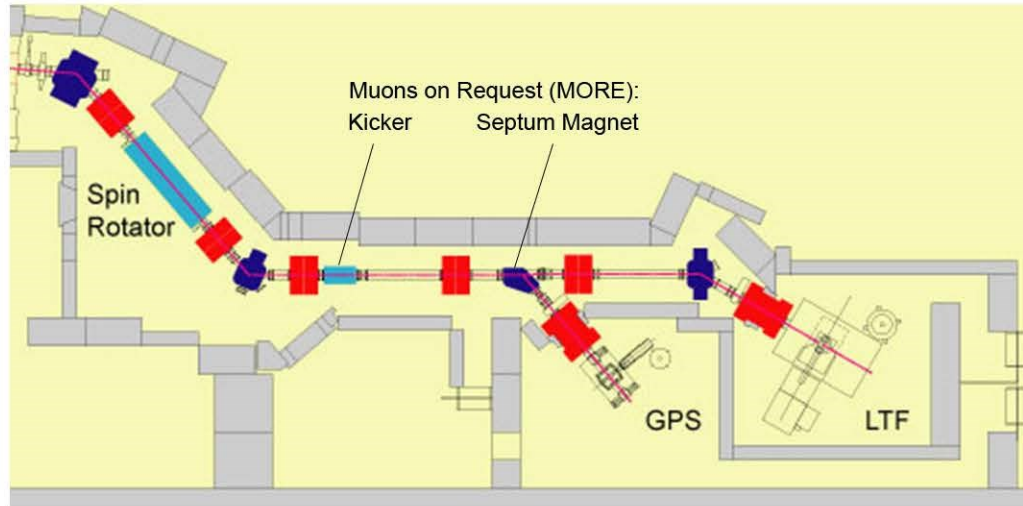 Muons on Request (MORE):
Kicker Septum Magnet
Spin
Rotator
GPS
LTF